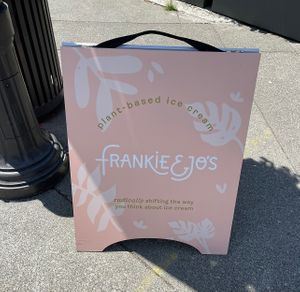 plant-based ice cream
FRANKIE & JO'S
radically shifting the way
you think about ice cream